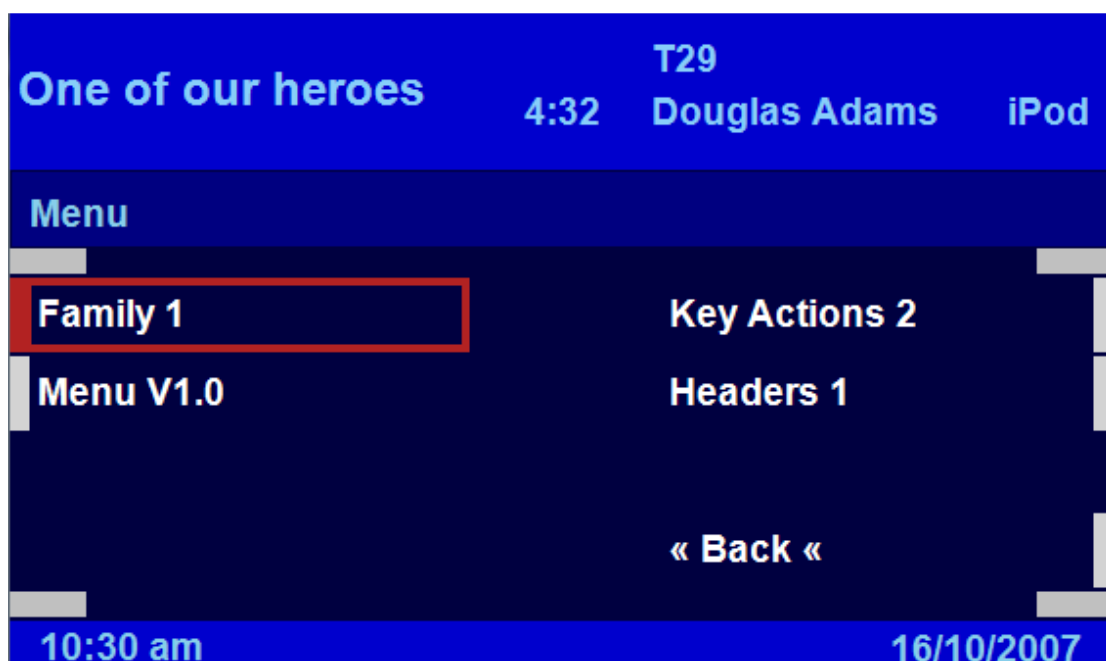 One of our heroes
T29
4:32 Douglas Adams iPod
Menu
Family 1 Key Actions 2
Menu V1.0 Headers 1
« Back «
10:30 am 16/10/2007